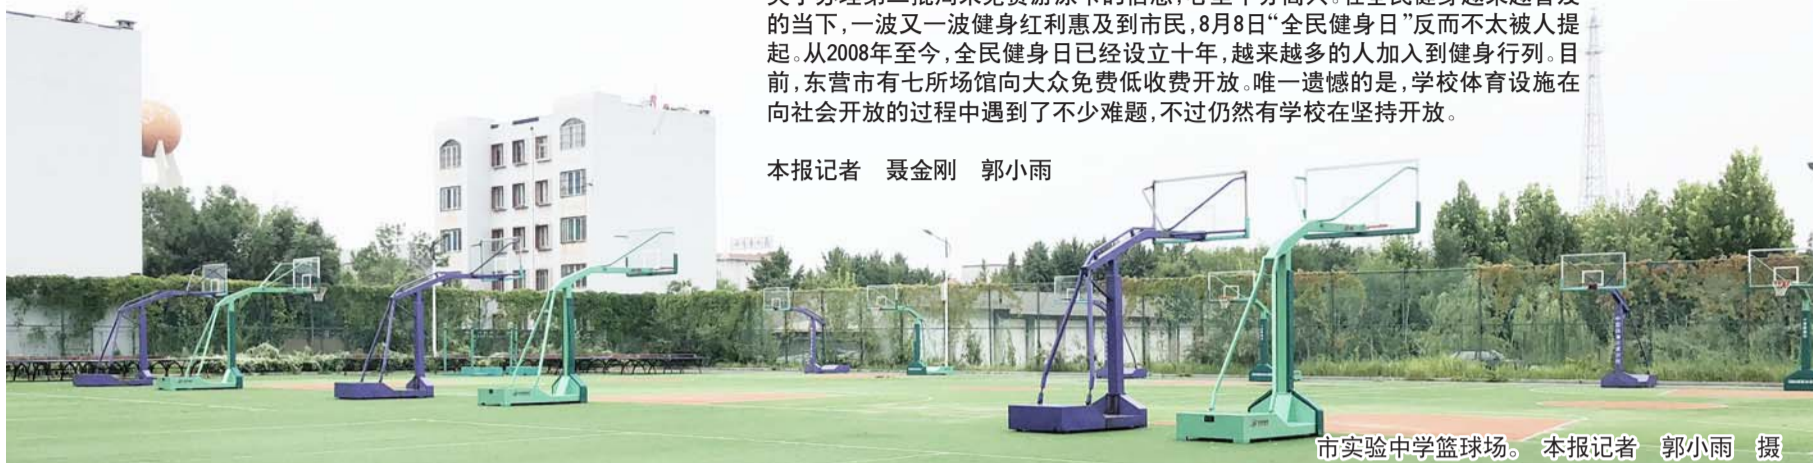 的当下，一波又一波健身红利惠及到市民，8月8日“全民健身日”反而不太被人提
起。从2008年至今，全民健身日已经设立十年，越来越多的人加入到健身行列。目
前，东营市有七所场馆向大众免费低收费开放。唯一遗憾的是，学校体育设施在
向社会开放的过程中遇到了不少难题，不过仍然有学校在坚持开放。
本报记者　聂金刚　郭小雨
市实验中学篮球场。 本报记者　郭小雨　摄